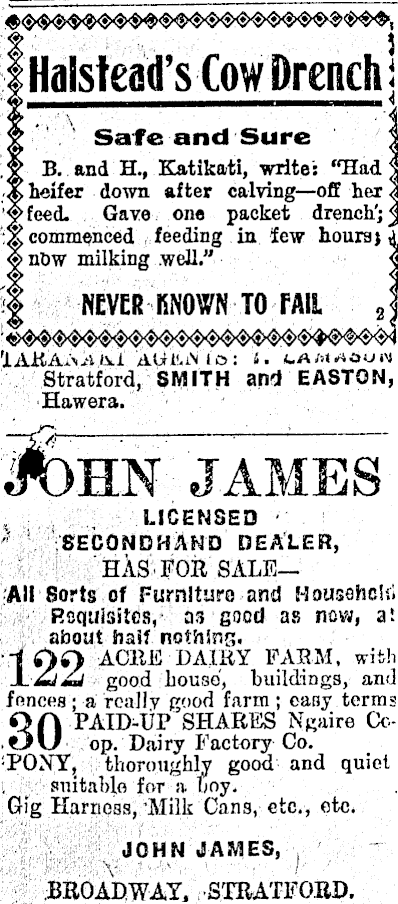 Halstead's Cow Drench
Safe and Sure
B. and H., Katikati, write: "Had
heifer down after calving—off her
feed. Gave one packet drench;
commenced feeding in few hours;
now milking well."
NEVER KNOWN TO FAIL
2
TARANAKI AGENTS: T. LAMASON
Stratford, SMITH and EASTON,
Hawera.
JOHN JAMES
LICENSED
SECONDHAND DEALER,
HAS FOR SALE—
All Sorts of Furniture and Household
Requisites, as good as new, at
about half nothing.
122 ACRE DAIRY FARM, with
good house, buildings, and
fences; a really good farm; easy terms
30 PAID-UP SHARES Ngaire Co-
op. Dairy Factory Co.
PONY, thoroughly good and quiet
suitable for a boy.
Gig Harness, Milk Cans, etc., etc.
JOHN JAMES,
BROADWAY, STRATFORD.